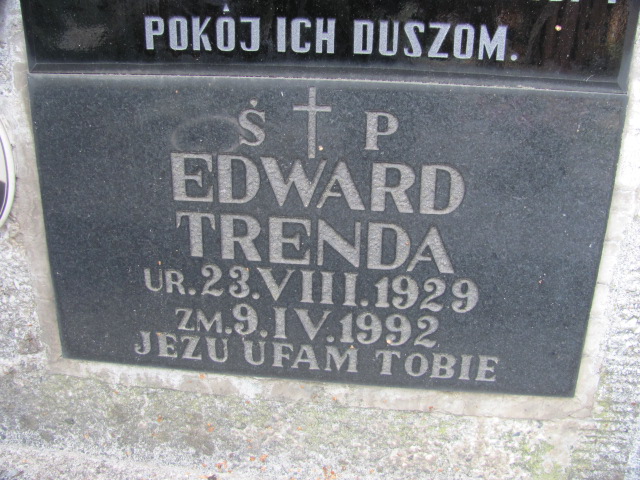 POKÓJ ICH DUSZOM.
Ś P
EDWARD
TRENDA
UR. 23.VIII.1929
ZM. 9.IV.1992
JEZU UFAM TOBIE